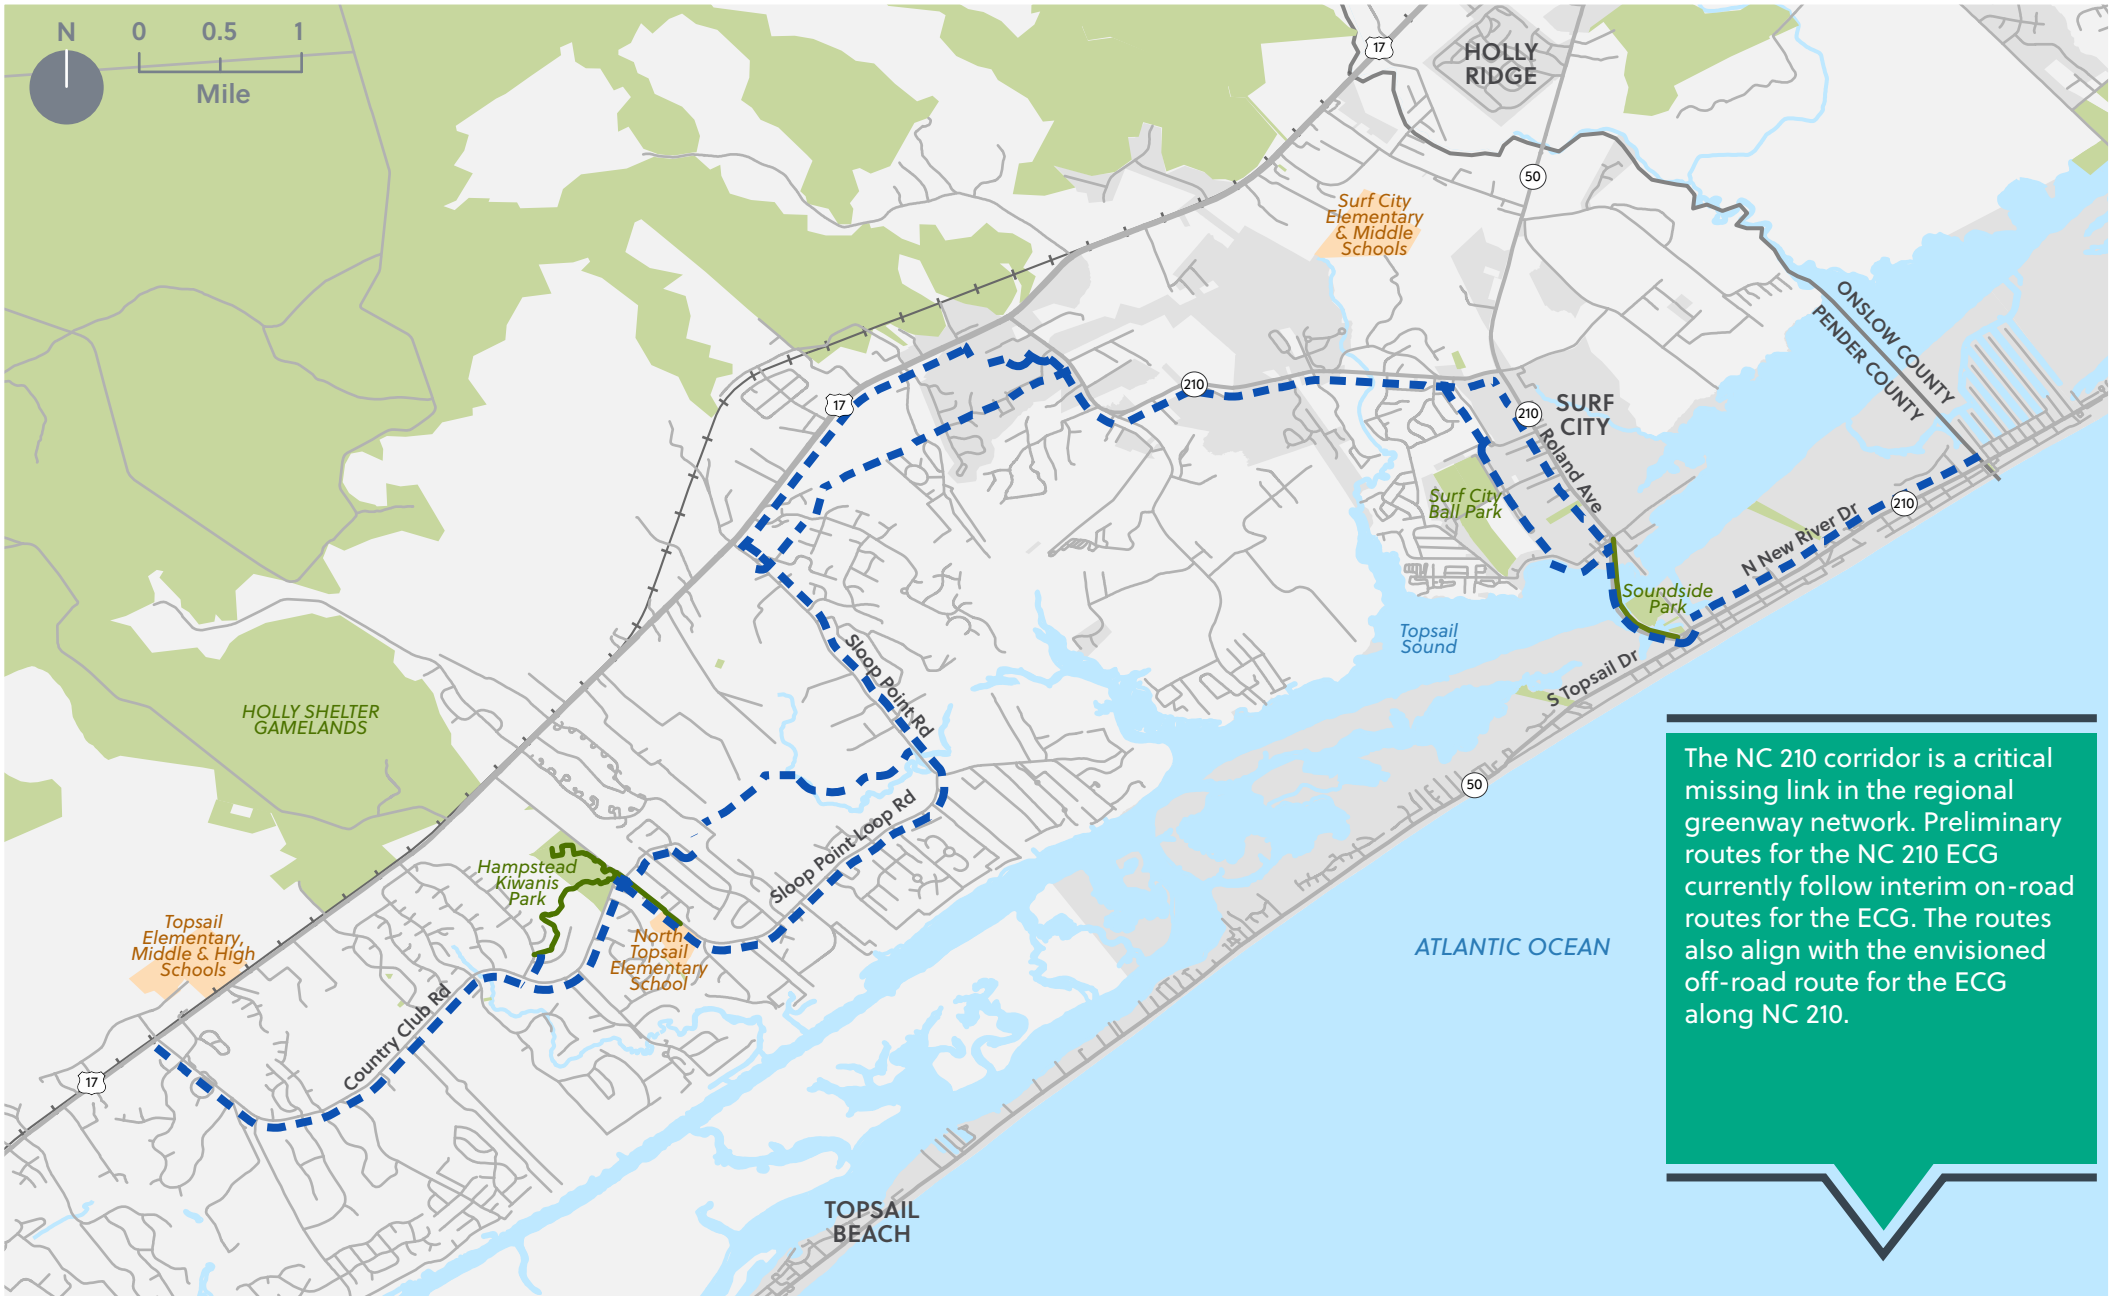 N
0 0.5 1
Mile
17
HOLLY
RIDGE
50
Surf City
Elementary
& Middle
Schools
ONSLOW COUNTY
PENDER COUNTY
17
210
210
SURF
CITY
Roland Ave
Surf City
Ball Park
210
N New River Dr
Soundside
Park
Topsail
Sound
S Topsail Dr
Sloop Point Rd
HOLLY SHELTER
GAMELANDS
50
Sloop Point Loop Rd
Hampstead
Kiwanis
Park
Topsail
Elementary,
Middle & High
Schools
North
Topsail
Elementary
School
ATLANTIC OCEAN
Country Club Rd
17
TOPSAIL
BEACH
The NC 210 corridor is a critical
missing link in the regional
greenway network. Preliminary
routes for the NC 210 ECG
currently follow interim on-road
routes for the ECG. The routes
also align with the envisioned
off-road route for the ECG
along NC 210.